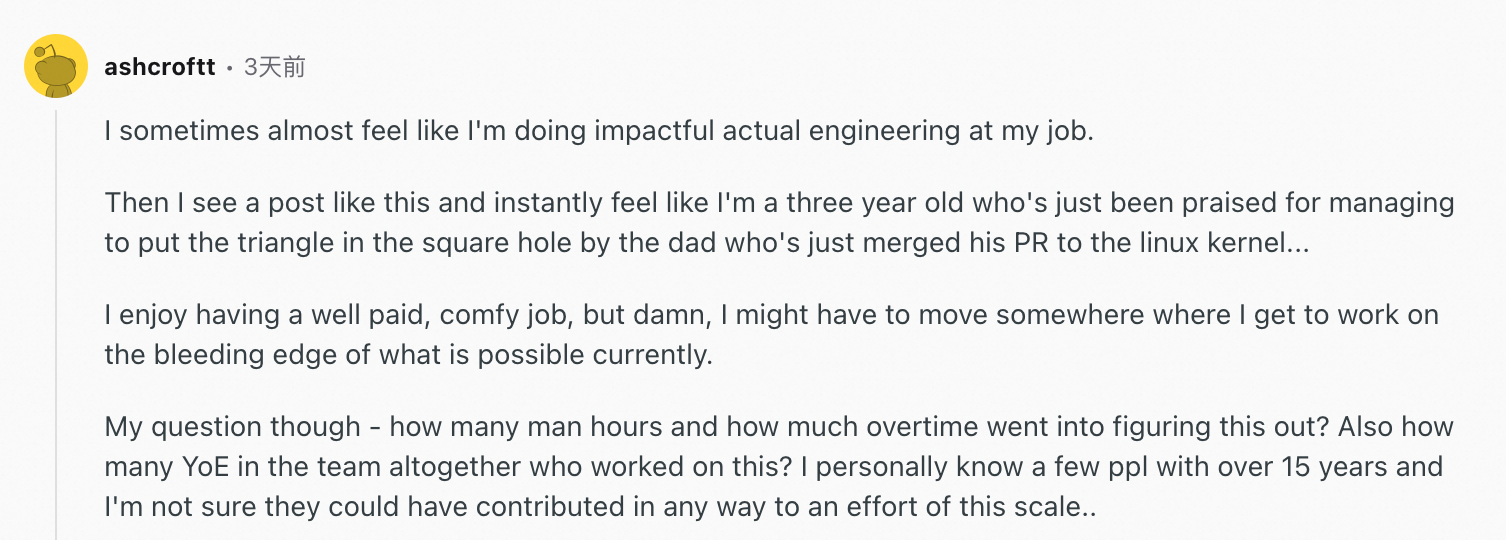 ashcroftt · 3天前
I sometimes almost feel like I'm doing impactful actual engineering at my job.
Then I see a post like this and instantly feel like I'm a three year old who's just been praised for managing
to put the triangle in the square hole by the dad who's just merged his PR to the linux kernel...
I enjoy having a well paid, comfy job, but damn, I might have to move somewhere where I get to work on
the bleeding edge of what is possible currently.
My question though - how many man hours and how much overtime went into figuring this out? Also how
many YoE in the team altogether who worked on this? I personally know a few ppl with over 15 years and
I'm not sure they could have contributed in any way to an effort of this scale..